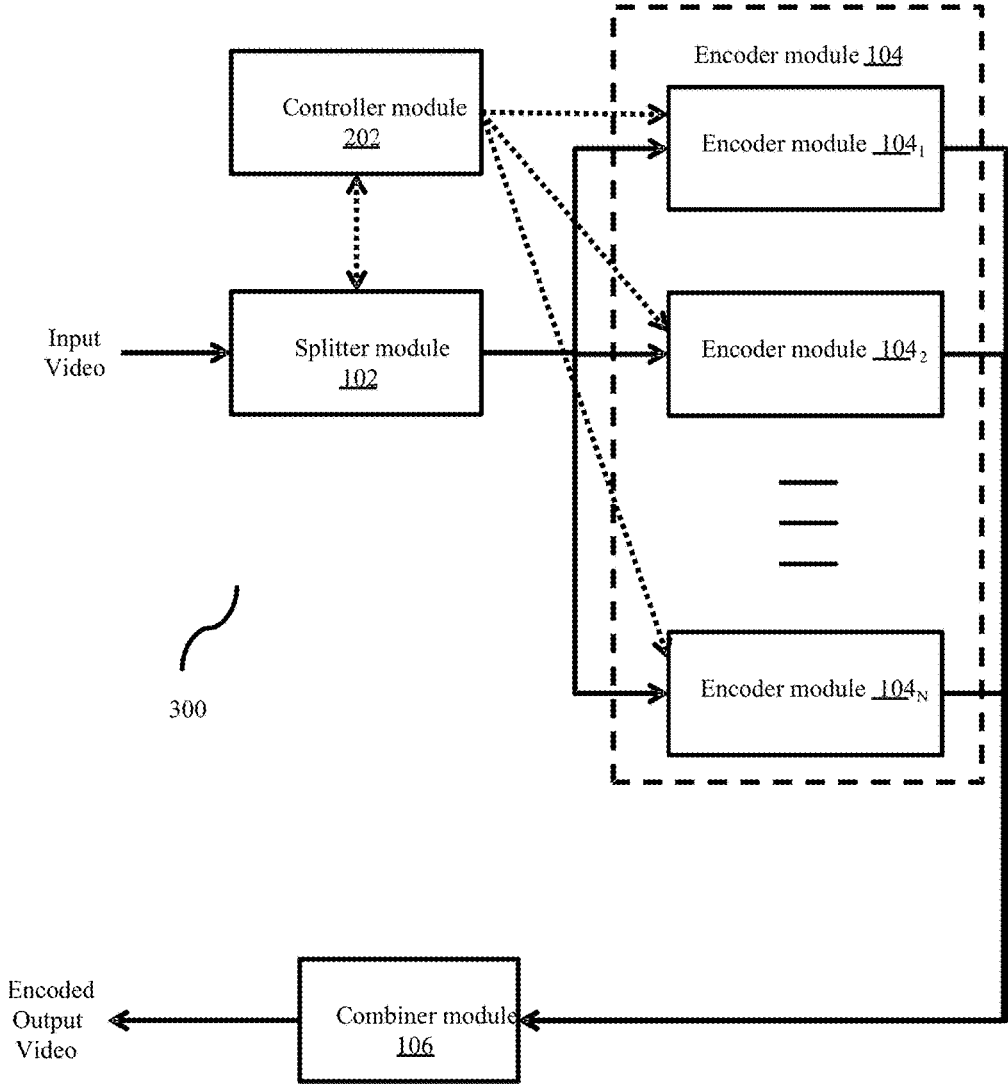 Encoder module 104
Controller module
202
Encoder module 104₁
Input
Video
Splitter module
102
Encoder module 104₂
Encoder module 104N
300
Encoded
Output
Video
Combiner module
106